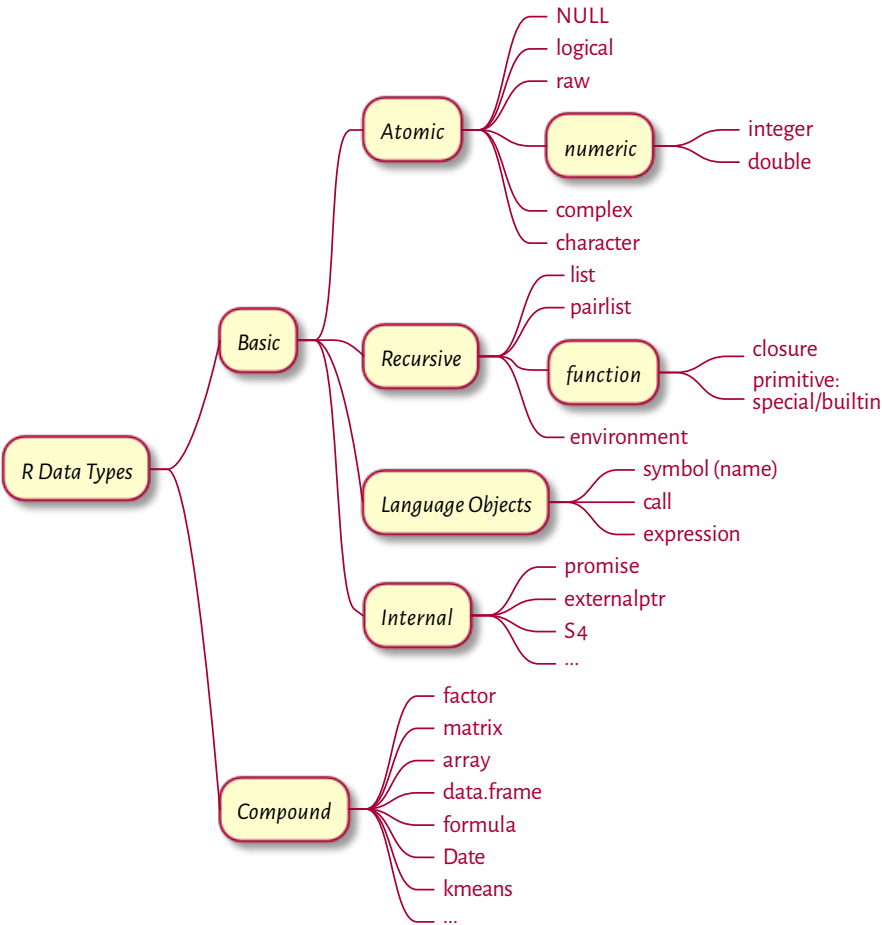 R Data Types
Basic
Atomic
NULL
logical
raw
numeric
integer
double
complex
character
Recursive
list
pairlist
function
closure
primitive:
special/builtin
environment
Language Objects
symbol (name)
call
expression
Internal
promise
externalptr
S4
...
Compound
factor
matrix
array
data.frame
formula
Date
kmeans
...